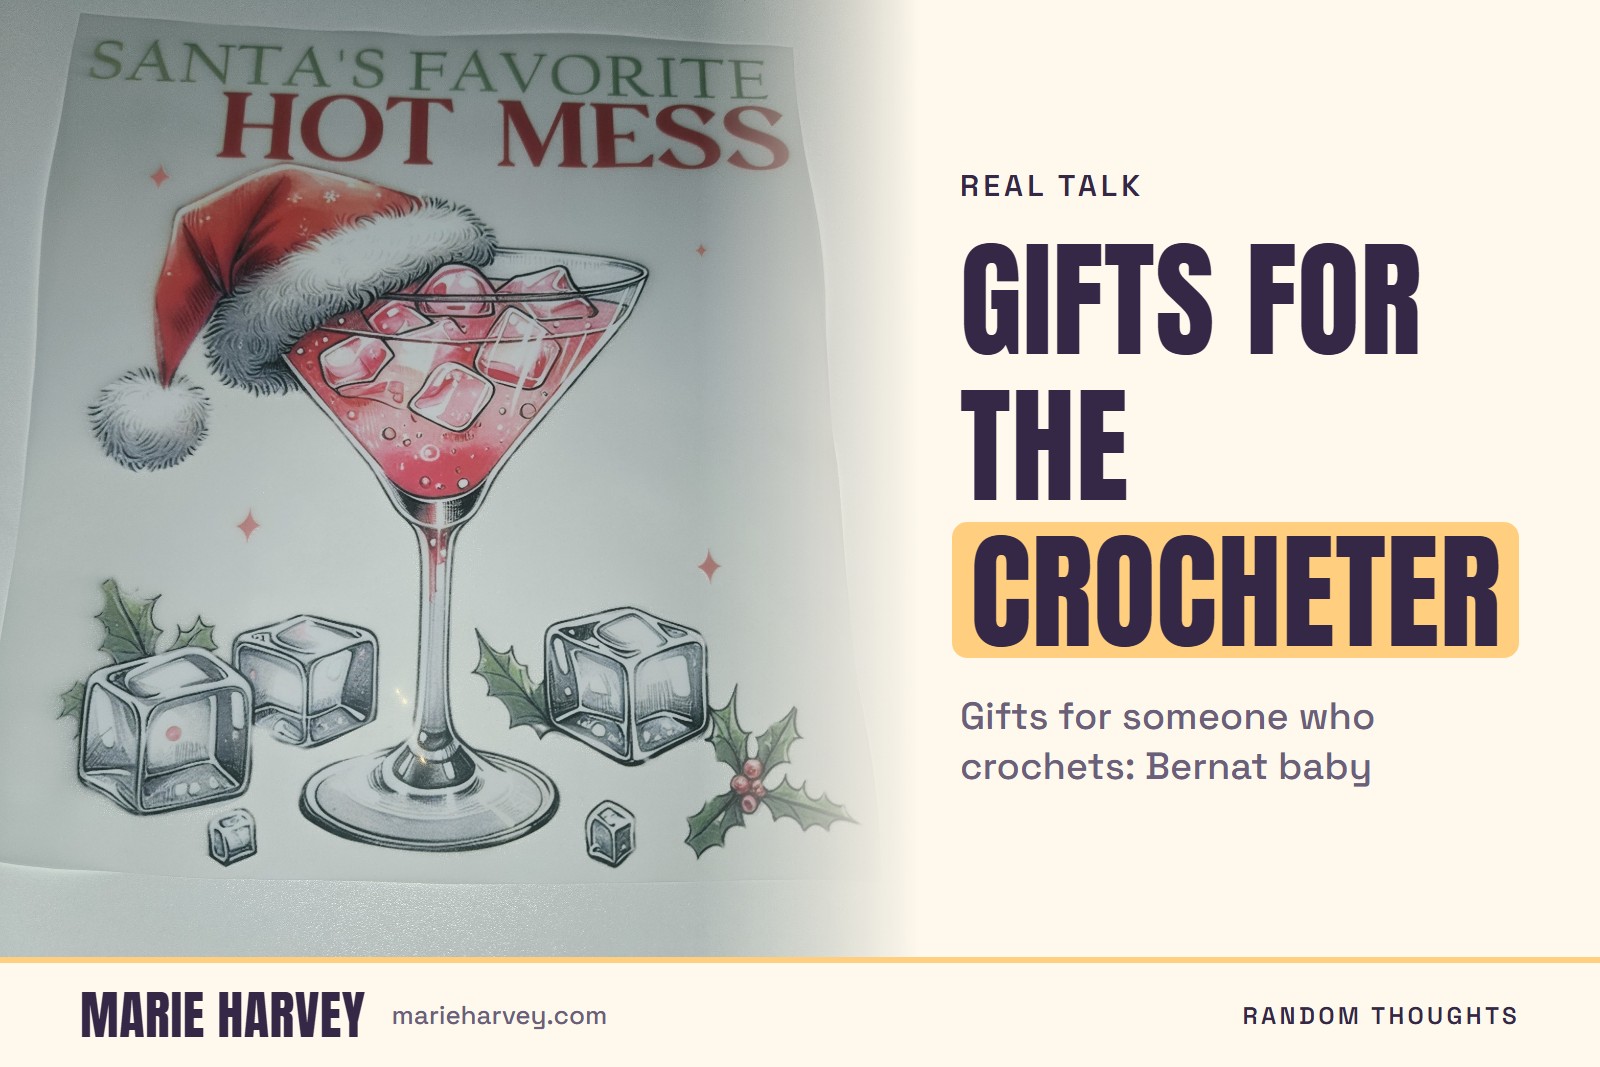 SANTA'S FAVORITE
HOT MESS
REAL TALK
GIFTS FOR
THE
CROCHETER
Gifts for someone who
crochets: Bernat baby
MARIE HARVEY
marieharvey.com
RANDOM THOUGHTS